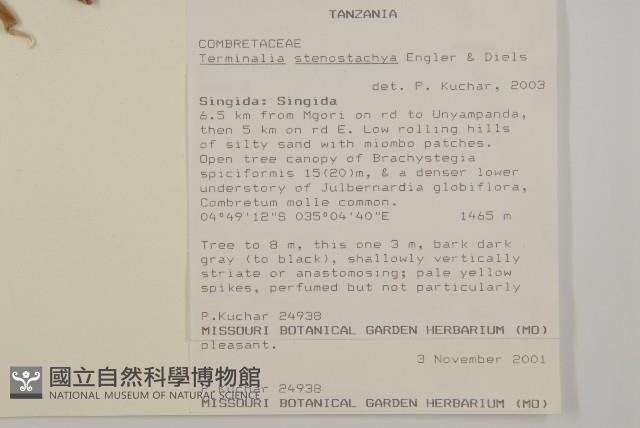 TANZANIA
COMBRETACEAE
Terminalia stenostachya Engler & Diels
det. P. Kuchar, 2003
Singida: Singida
6.5 km from Mgori on rd to Unyampanda,
then 5 km on rd E. Low rolling hills
of silty sand with miombo patches.
Open tree canopy of Brachystegia
spiciformis 15(20)m, & a denser lower
understory of Julbernardia globiflora,
Combretum molle common.
04°49'12"S 035°04'40"E 1465 m
Tree to 8 m, this one 3 m, bark dark
gray (to black), shallowly vertically
striate or anastomosing; pale yellow
spikes, perfumed but not particularly
P.Kuchar 24938
MISSOURI BOTANICAL GARDEN HERBARIUM (MO)
pleasant.
3 November 2001
P.Kuchar 24938
MISSOURI BOTANICAL GARDEN HERBARIUM (MO)
國立自然科學博物館
NATIONAL MUSEUM OF NATURAL SCIENCE